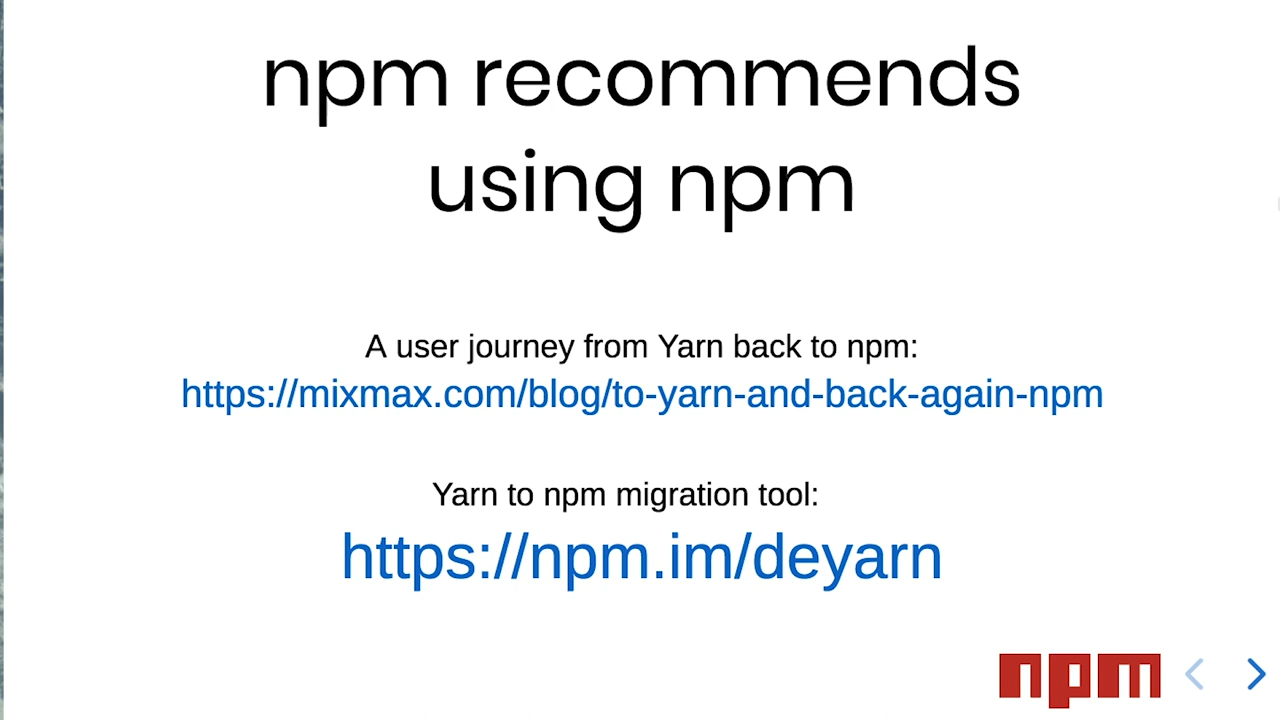 npm recommends
using npm
A user journey from Yarn back to npm:
https://mixmax.com/blog/to-yarn-and-back-again-npm
Yarn to npm migration tool:
https://npm.im/deyarn
npm